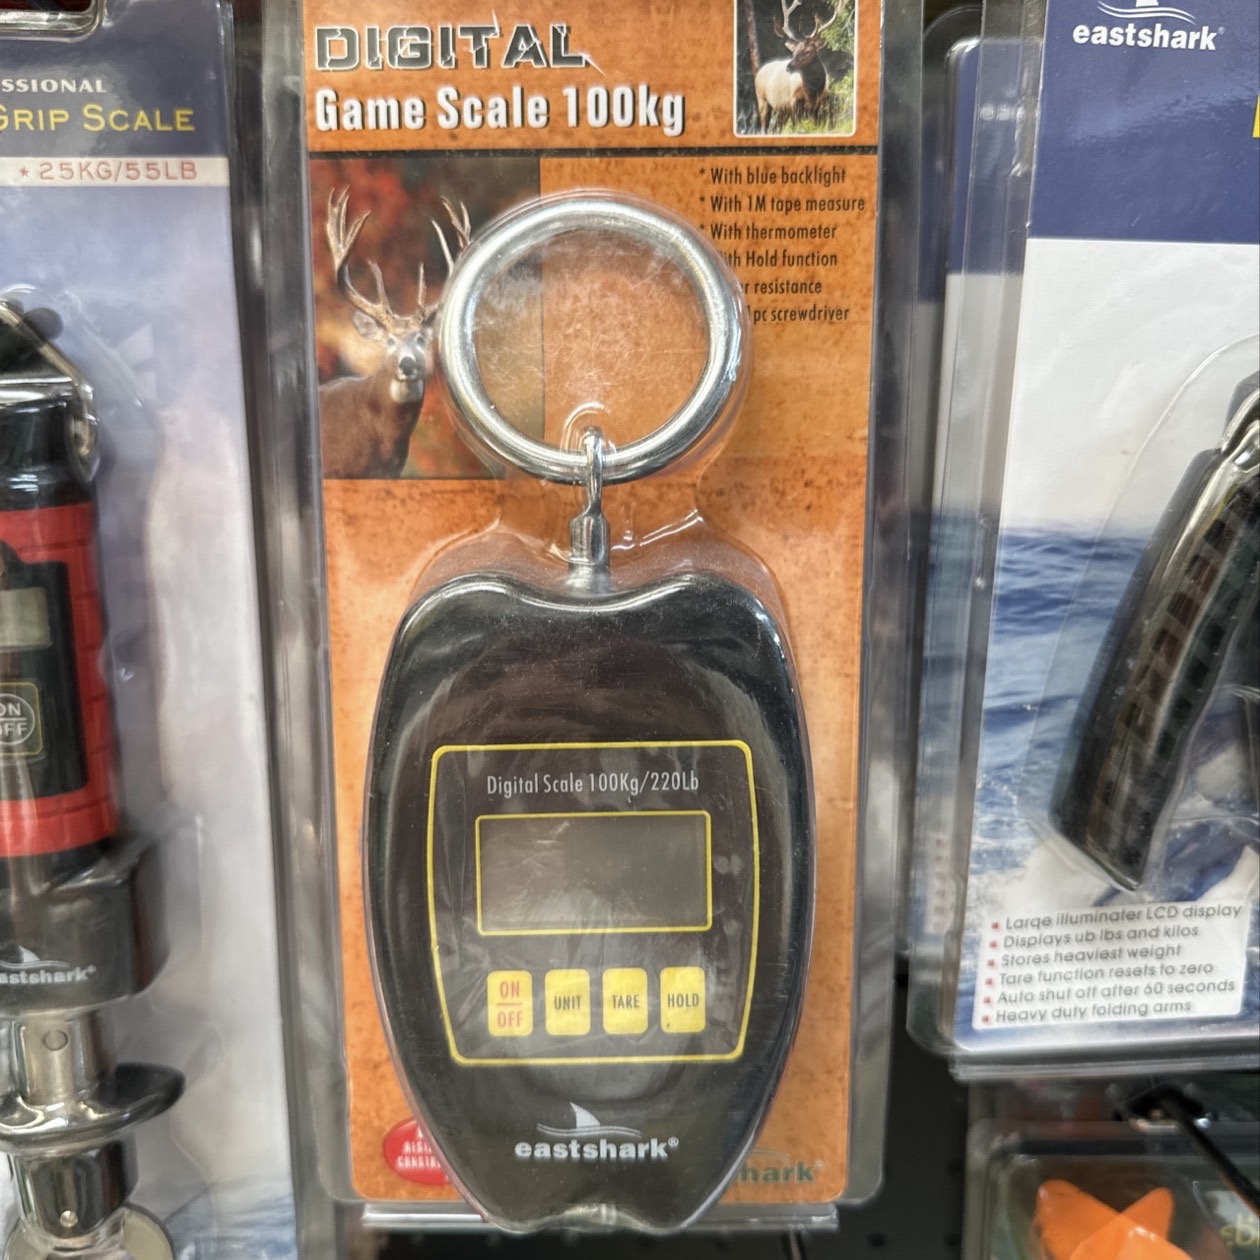 SSIONAL
GRIP SCALE
* 25KG/55LB
ON
OFF
eastshark®
DIGITAL
Game Scale 100kg
* With blue backlight
* With 1M tape measure
* With thermometer
Hold function
resistance
1pc screwdriver
Digital Scale 100Kg/220Lb
ON
OFF
UNIT
TARE
HOLD
eastshark®
hark®
eastshark®
Large illuminater LCD display
Displays ub lbs and kilos
Stores heaviest weight
Tare function resets to zero
Auto shut off after 60 seconds
Heavy duty folding arms